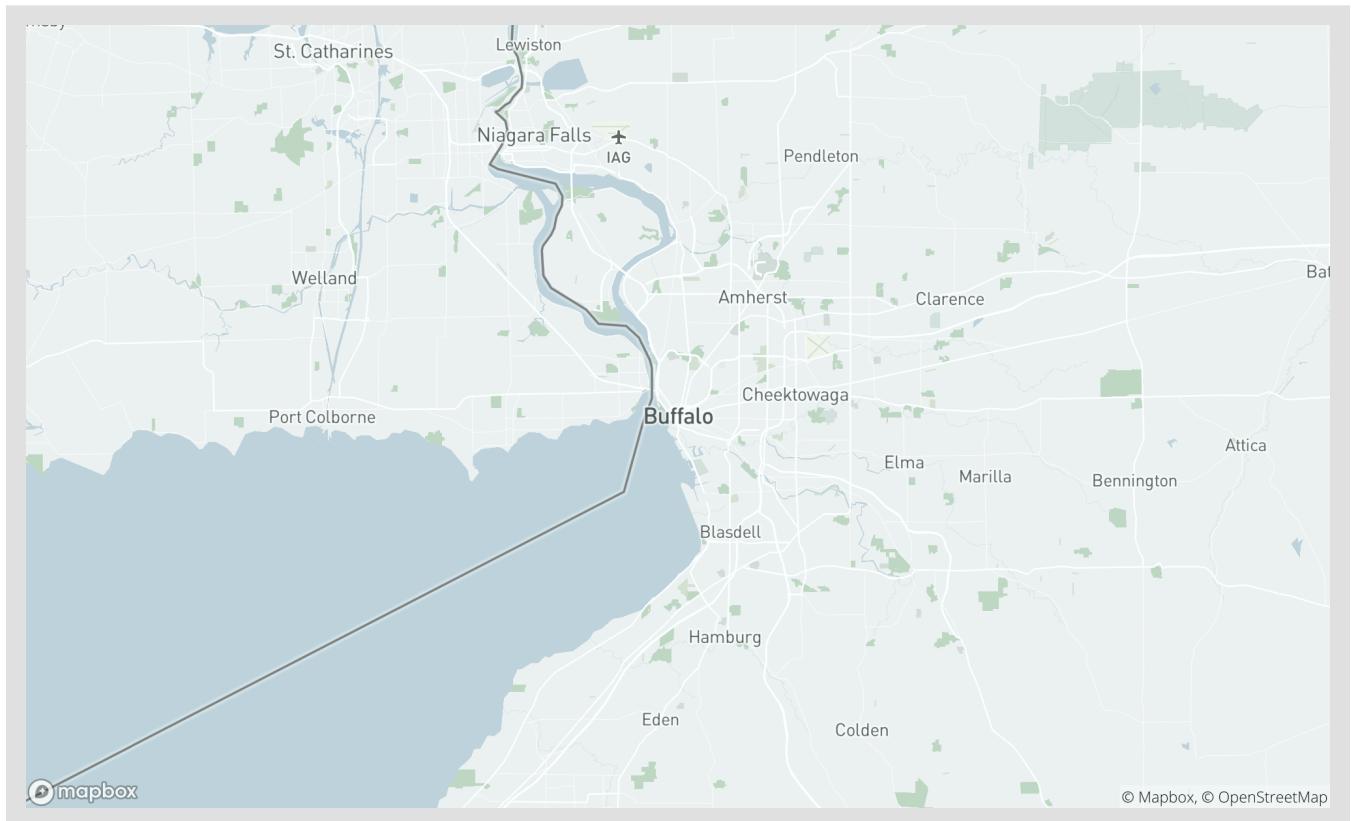 Lewiston
St. Catharines
Niagara Falls
IAG
Pendleton
Welland
Amherst
Clarence
Bat
Cheektowaga
Port Colborne
Buffalo
Attica
Elma
Marilla
Bennington
Blasdell
Hamburg
Eden
Colden
mapbox
© Mapbox, © OpenStreetMap